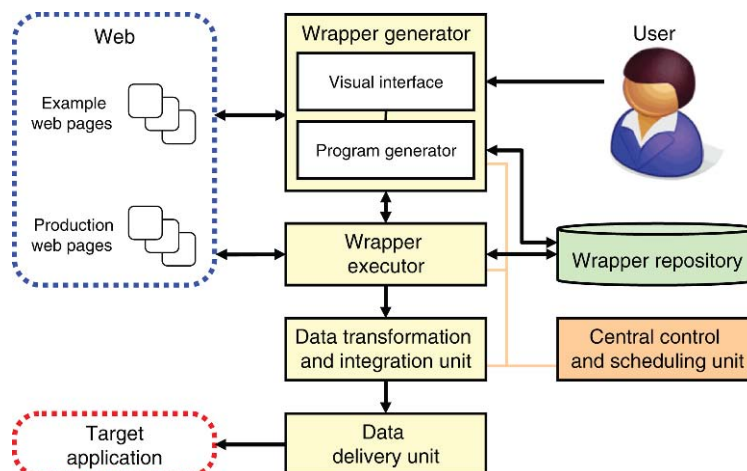 Web
Wrapper generator
User
Visual interface
Example
web pages
Program generator
Production
web pages
Wrapper
executor
Wrapper repository
Data transformation
and integration unit
Central control
and scheduling unit
Target
application
Data
delivery unit